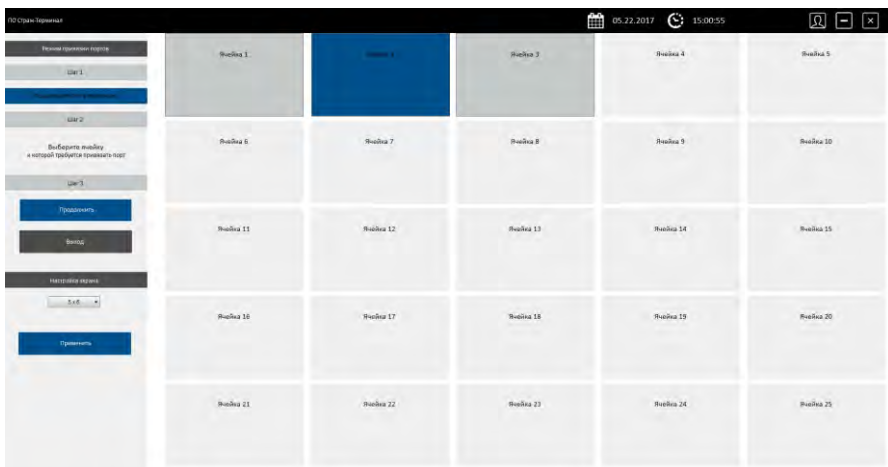 ПО Страж-Терминал
05.22.2017
15:00:55
Режим привязки портов
Шаг 1
Шаг 2
Выберите ячейку
к которой требуется привязать порт
Шаг 3
Продолжить
Выход
Настройка экрана
Применить
Ячейка 1
Ячейка 3
Ячейка 4
Ячейка 5
Ячейка 6
Ячейка 7
Ячейка 8
Ячейка 9
Ячейка 10
Ячейка 11
Ячейка 12
Ячейка 13
Ячейка 14
Ячейка 15
Ячейка 16
Ячейка 17
Ячейка 18
Ячейка 19
Ячейка 20
Ячейка 21
Ячейка 22
Ячейка 23
Ячейка 24
Ячейка 25